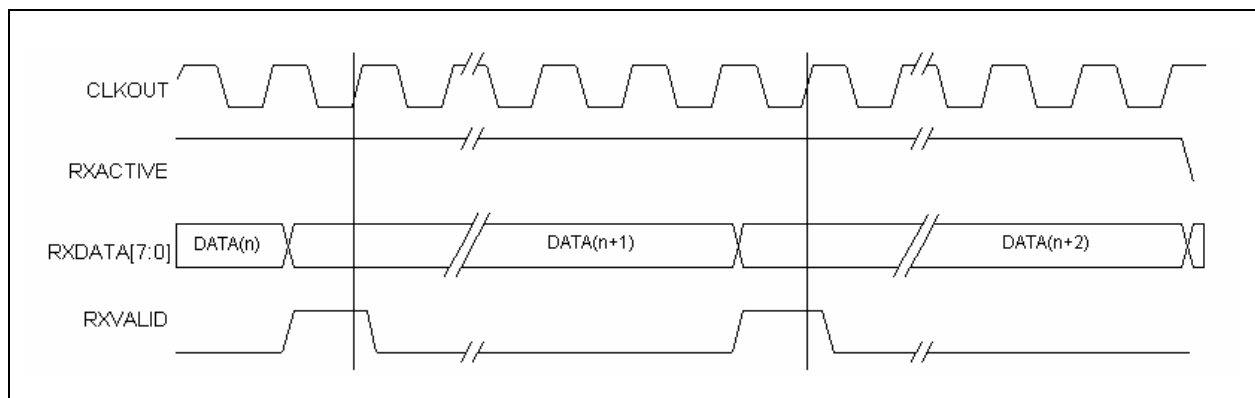 CLKOUT
RXACTIVE
RXDATA[7:0] DATA(n) DATA(n+1) DATA(n+2)
RXVALID